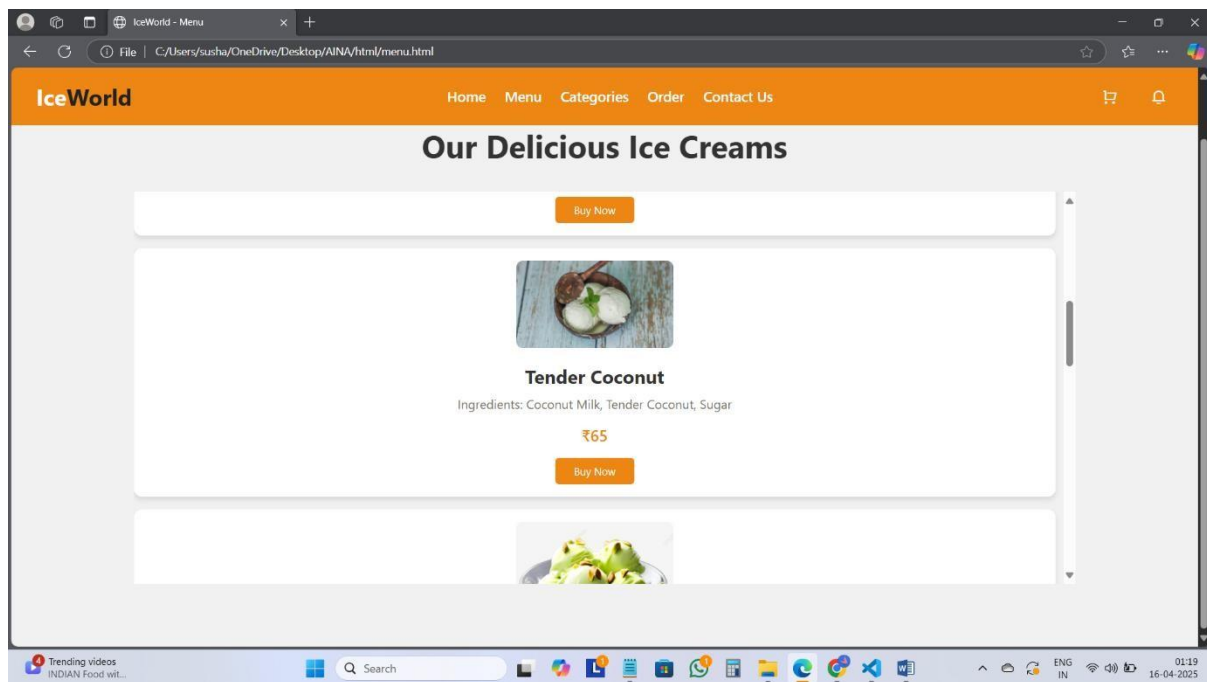 IceWorld - Menu
File | C:/Users/susha/OneDrive/Desktop/AINA/html/menu.html
IceWorld
Home Menu Categories Order Contact Us
Our Delicious Ice Creams
Buy Now
Tender Coconut
Ingredients: Coconut Milk, Tender Coconut, Sugar
₹65
Buy Now
4
Trending videos
INDIAN Food wit...
Search
ENG
IN
01:19
16-04-2025